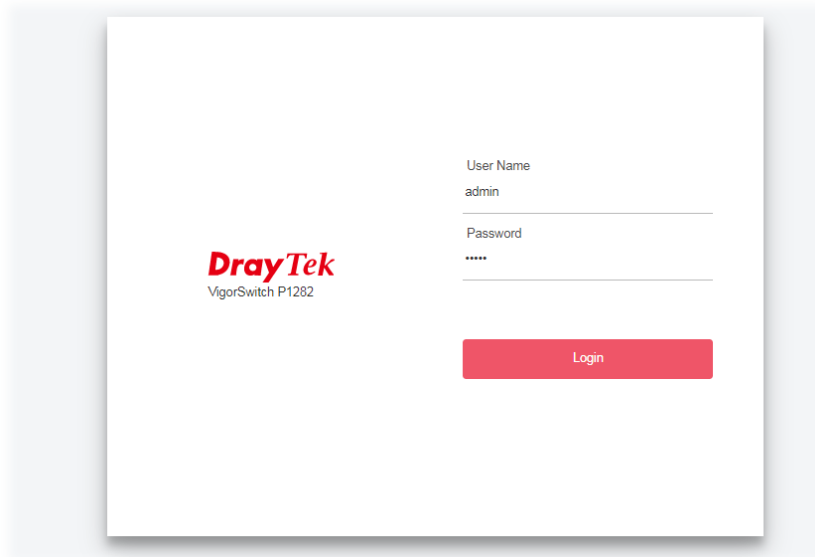 User Name
admin
Password
•••••
DrayTek
VigorSwitch P1282
Login